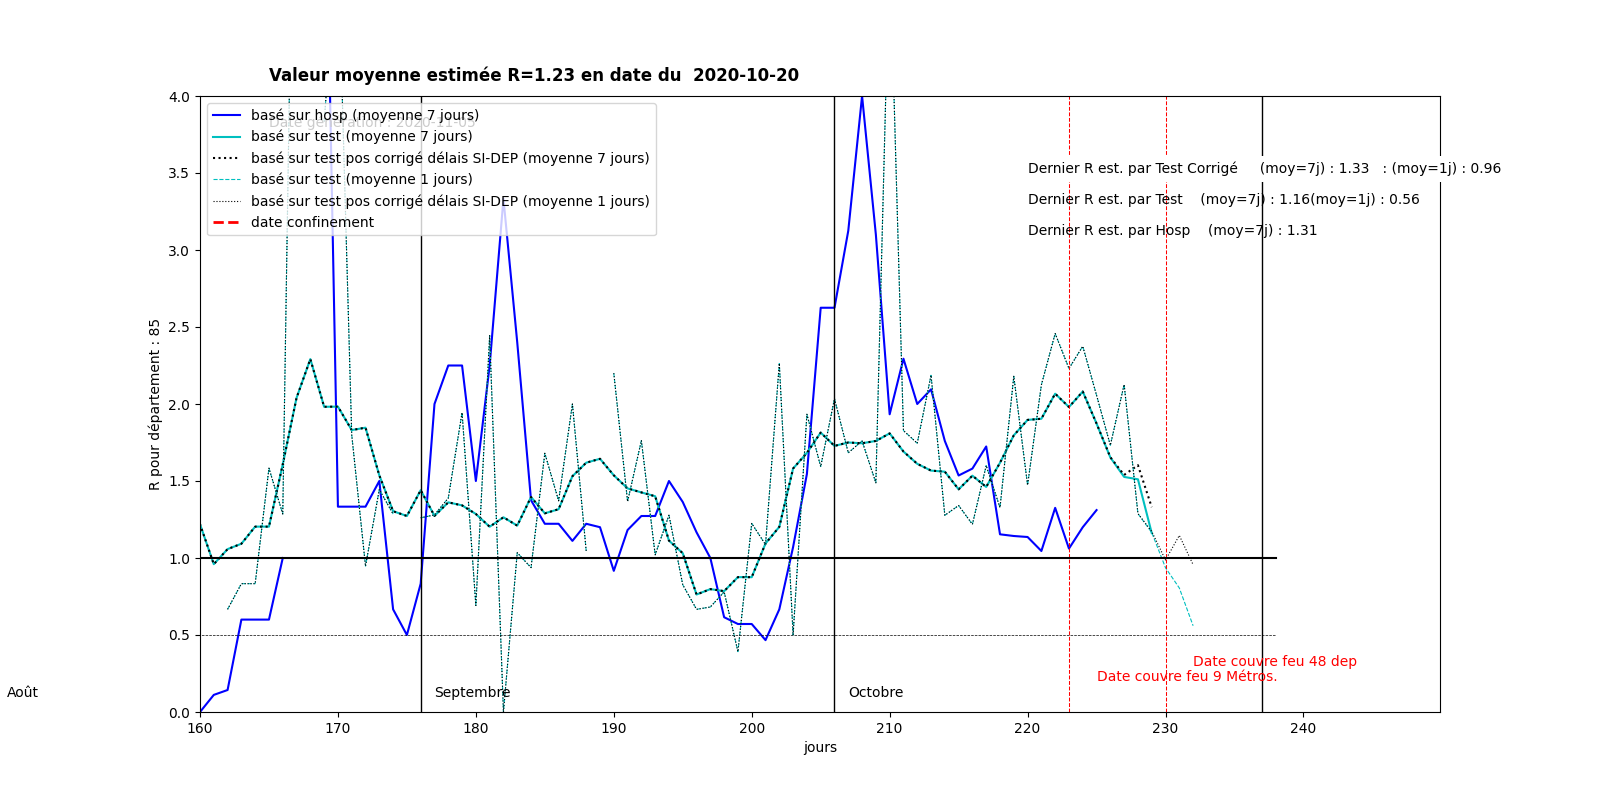 Valeur moyenne estimée R=1.23 en date du  2020-10-20
Date génération : 2020-11-05
basé sur hosp (moyenne 7 jours)
basé sur test (moyenne 7 jours)
basé sur test pos corrigé délais SI-DEP (moyenne 7 jours)
basé sur test (moyenne 1 jours)
basé sur test pos corrigé délais SI-DEP (moyenne 1 jours)
date confinement
Dernier R est. par Test Corrigé     (moy=7j) : 1.33   : (moy=1j) : 0.96
Dernier R est. par Test    (moy=7j) : 1.16(moy=1j) : 0.56
Dernier R est. par Hosp    (moy=7j) : 1.31
R pour département : 85
4.0
3.5
3.0
2.5
2.0
1.5
1.0
0.5
0.0
Date couvre feu 48 dep
Date couvre feu 9 Métros.
Août
Septembre
Octobre
160 170 180 190 200 210 220 230 240
jours